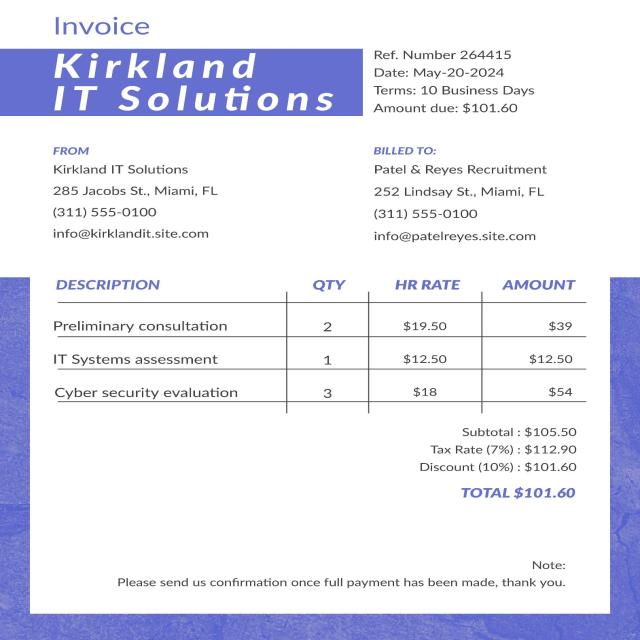 Invoice
Kirkland
IT Solutions
Ref. Number 264415
Date: May-20-2024
Terms: 10 Business Days
Amount due: $101.60
FROM
Kirkland IT Solutions
285 Jacobs St., Miami, FL
(311) 555-0100
info@kirklandit.site.com
BILLED TO:
Patel & Reyes Recruitment
252 Lindsay St., Miami, FL
(311) 555-0100
info@patelreyes.site.com
DESCRIPTION QTY HR RATE AMOUNT
Preliminary consultation 2 $19.50 $39
IT Systems assessment 1 $12.50 $12.50
Cyber security evaluation 3 $18 $54
Subtotal : $105.50
Tax Rate (7%) : $112.90
Discount (10%) : $101.60
TOTAL $101.60
Note:
Please send us confirmation once full payment has been made, thank you.